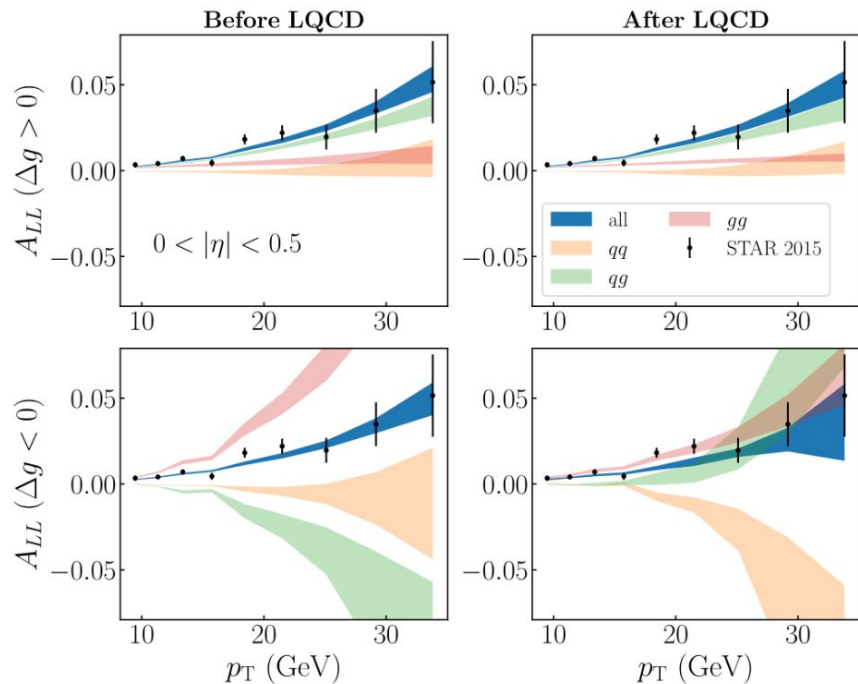 Before LQCD
After LQCD
A_LL (Δg > 0)
0.05
0.00
−0.05
0 < |η| < 0.5
10
20
30
0.05
0.00
−0.05
all
qq
qg
gg
STAR 2015
10
20
30
A_LL (Δg < 0)
0.05
0.00
−0.05
10
20
30
p_T (GeV)
0.05
0.00
−0.05
10
20
30
p_T (GeV)